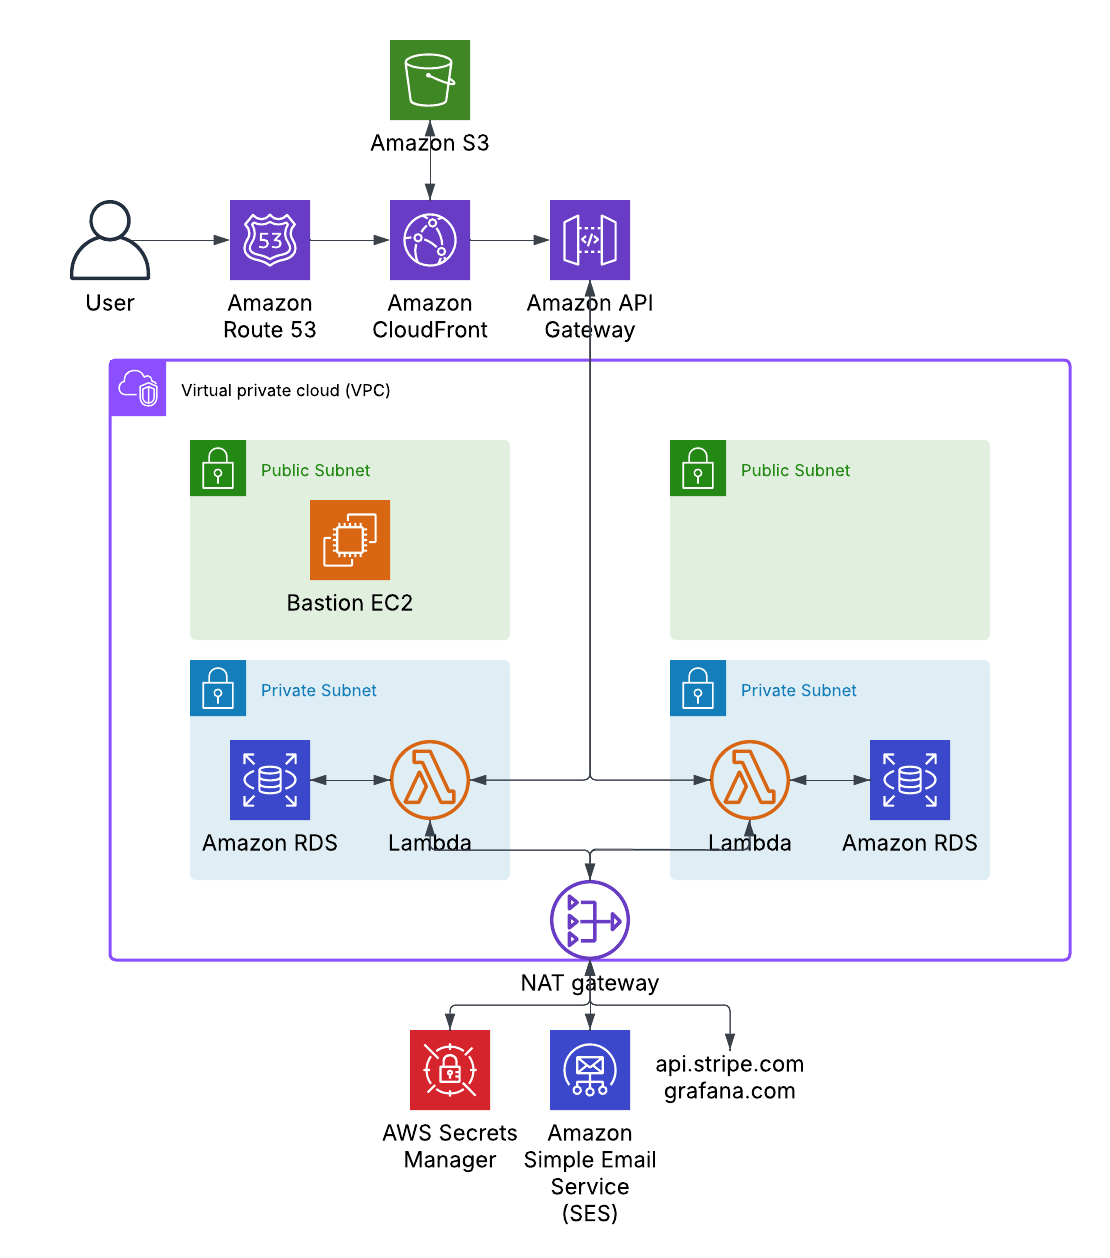 Amazon S3
53
User
Amazon
Route 53
Amazon
CloudFront
Amazon API
Gateway
Virtual private cloud (VPC)
Public Subnet
Public Subnet
Bastion EC2
Private Subnet
Private Subnet
Amazon RDS
Lambda
Lambda
Amazon RDS
NAT gateway
api.stripe.com
grafana.com
AWS Secrets
Manager
Amazon
Simple Email
Service
(SES)